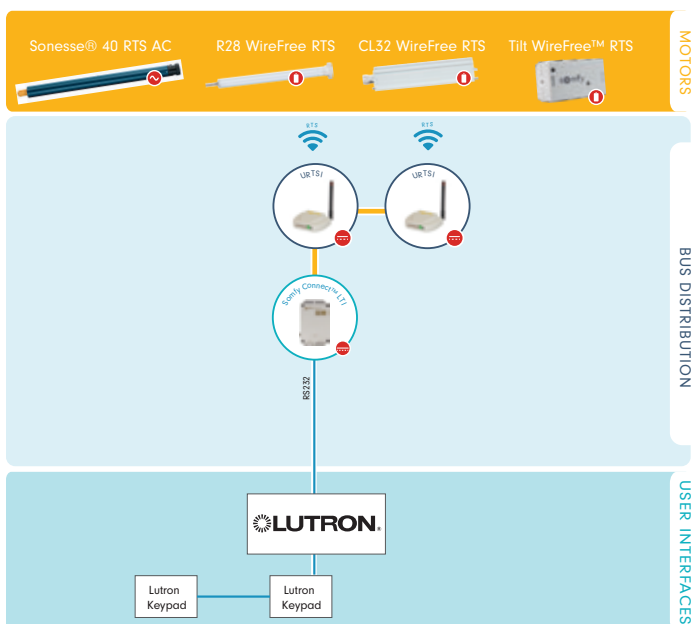 Sonesse® 40 RTS AC
R28 WireFree RTS
CL32 WireFree RTS
Tilt WireFree™ RTS
somfy
MOTORS
RTS
RTS
URTSI
URTSI
Somfy Connect™ LTI
RS232
BUS DISTRIBUTION
LUTRON®
Lutron
Keypad
Lutron
Keypad
USER INTERFACES